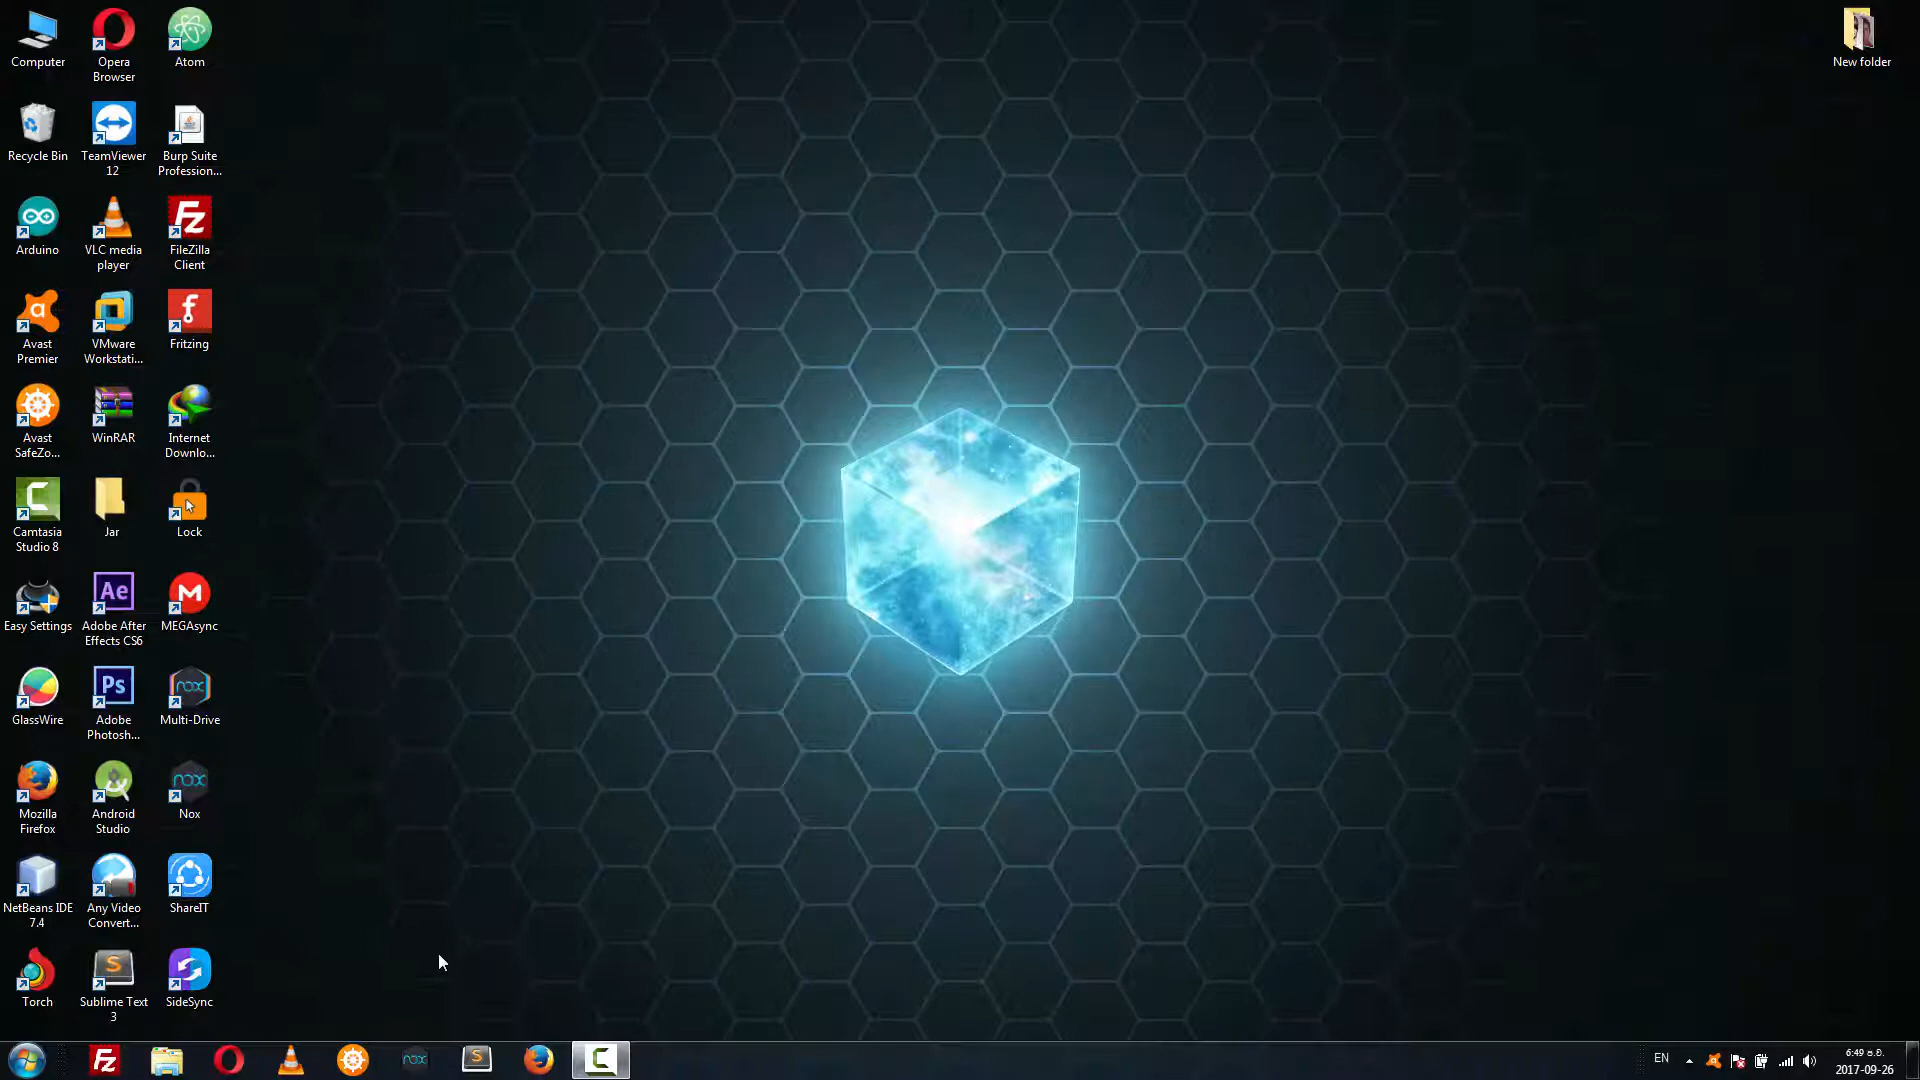 Computer
Opera
Browser
Atom
New folder
Recycle Bin
TeamViewer
12
Burp Suite
Profession...
Arduino
VLC media
player
FileZilla
Client
Avast
Premier
VMware
Workstati...
Fritzing
Avast
SafeZo...
WinRAR
Internet
Downlo...
Camtasia
Studio 8
Jar
Lock
Easy Settings
Adobe After
Effects CS6
MEGAsync
GlassWire
Adobe
Photosh...
Multi-Drive
Mozilla
Firefox
Android
Studio
Nox
NetBeans IDE
7.4
Any Video
Convert...
ShareIT
Torch
Sublime Text
3
SideSync
EN
6:49
2017-09-26